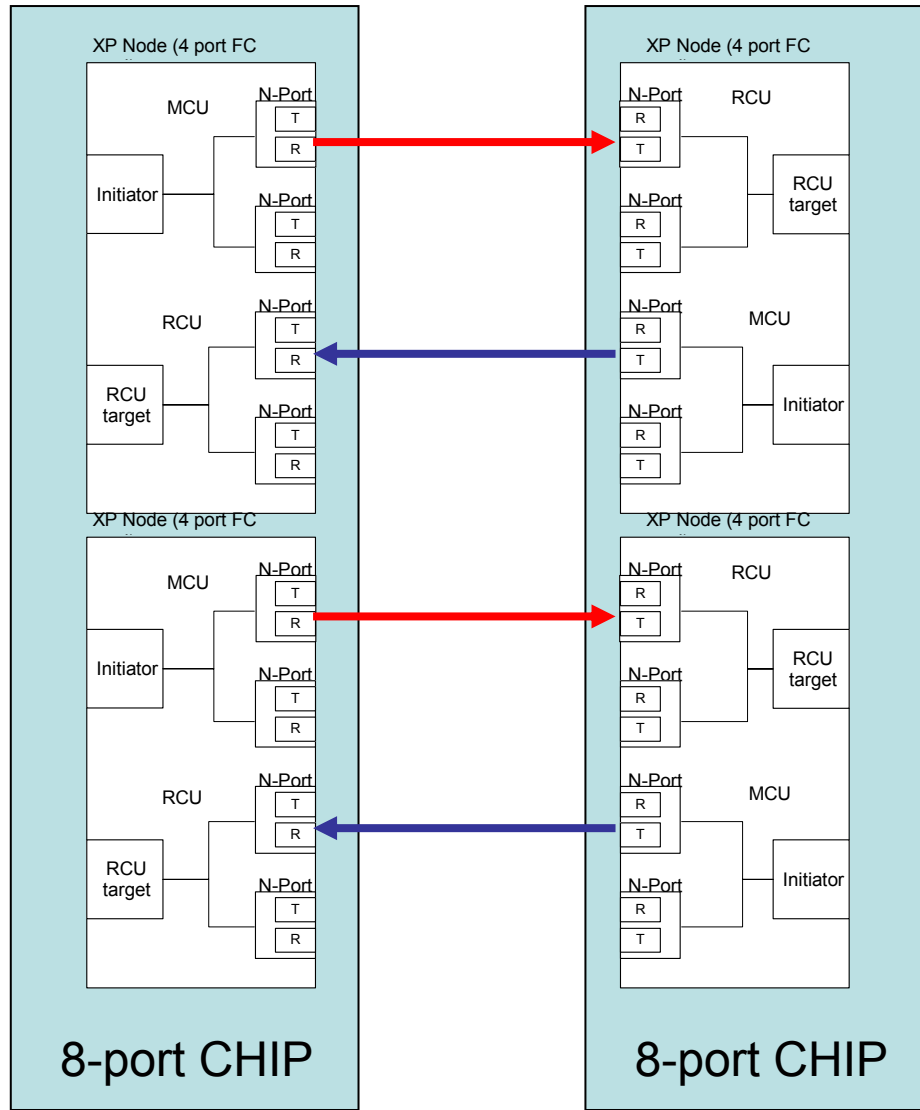 XP Node (4 port FC
MCU
N-Port
T
R
Initiator
N-Port
T
R
RCU
N-Port
T
R
RCU
target
N-Port
T
R
XP Node (4 port FC
MCU
N-Port
T
R
Initiator
N-Port
T
R
RCU
N-Port
T
R
RCU
target
N-Port
T
R
8-port CHIP
XP Node (4 port FC
N-Port
R
T
RCU
N-Port
R
T
RCU
target
N-Port
R
T
MCU
N-Port
R
T
Initiator
XP Node (4 port FC
N-Port
R
T
RCU
N-Port
R
T
RCU
target
N-Port
R
T
MCU
N-Port
R
T
Initiator
8-port CHIP